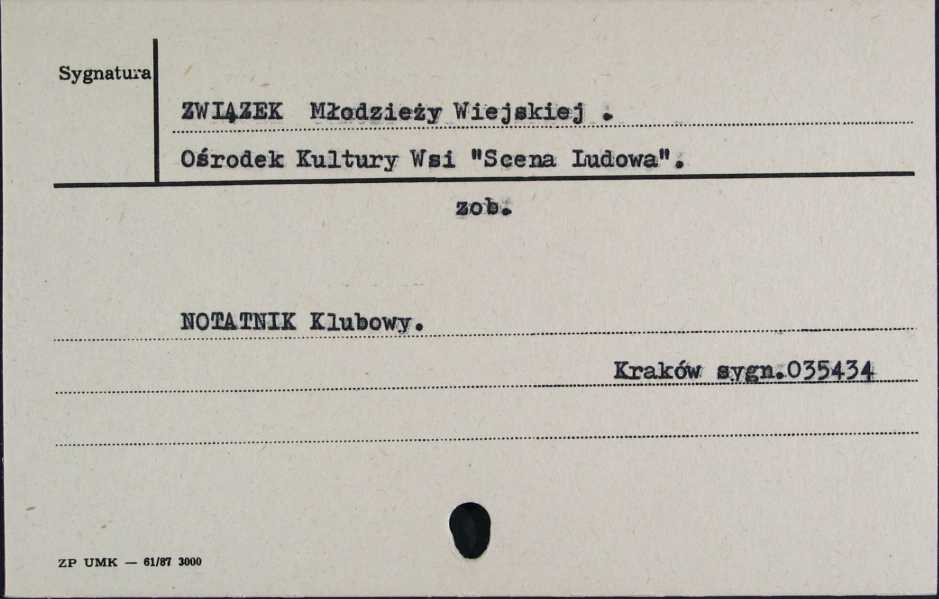 Sygnatura
ZWIĄZEK Młodzieży Wiejskiej .
Ośrodek Kultury Wsi "Scena Ludowa".
zob.
NOTATNIK Klubowy.
Kraków sygn.035434
ZP UMK — 61/87 3000